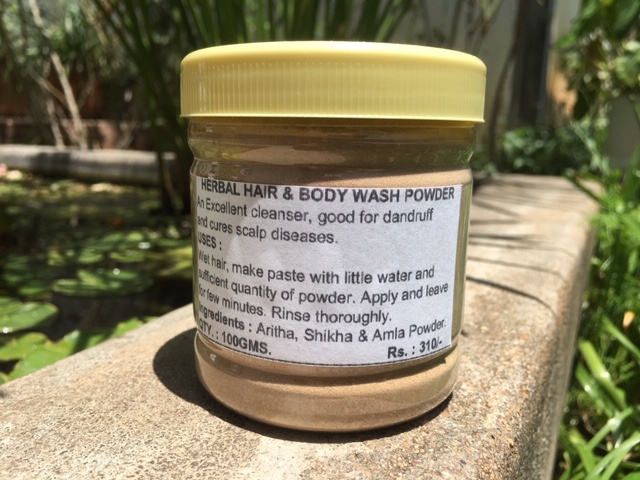 HERBAL HAIR & BODY WASH POWDER
An Excellent cleanser, good for dandruff
and cures scalp diseases.
USES :
Wet hair, make paste with little water and
sufficient quantity of powder. Apply and leave
for few minutes. Rinse thoroughly.
Ingredients : Aritha, Shikha & Amla Powder.
QTY. : 100GMS. Rs. : 310/-